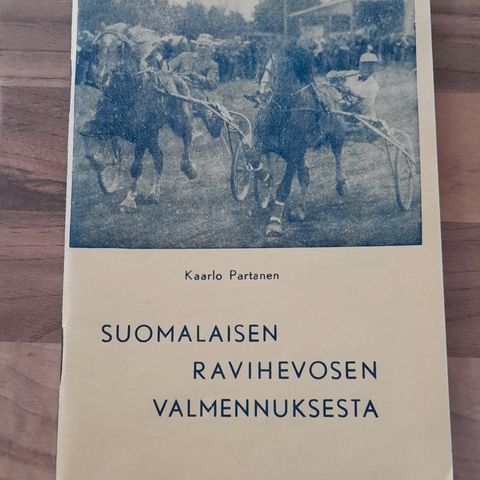 Kaarlo Partanen
SUOMALAISEN
RAVIHEVOSEN
VALMENNUKSESTA